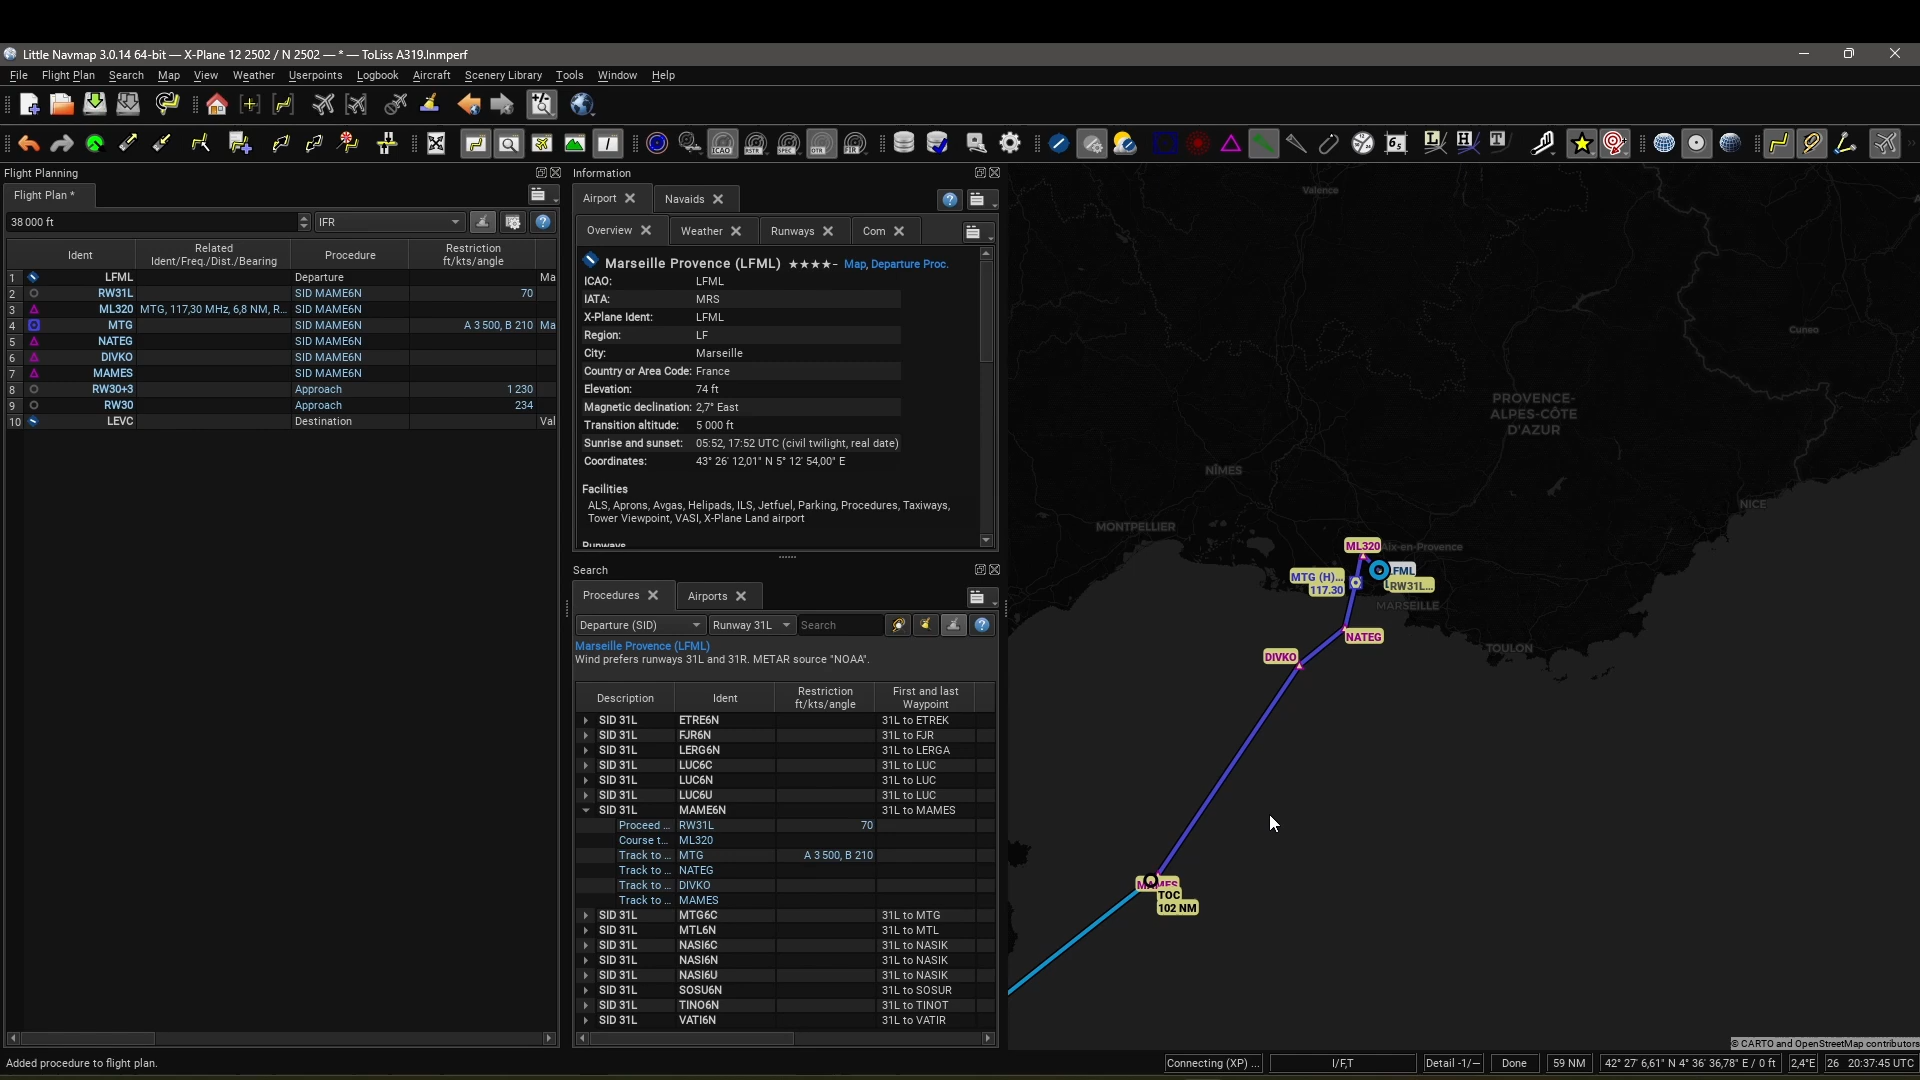 Little Navmap 3.0.14 64-bit — X-Plane 12 2502 / N 2502 — * — ToLiss A319.lnmperf
File Flight Plan Search Map View Weather Userpoints Logbook Aircraft Scenery Library Tools Window Help
Flight Planning
Flight Plan *
38 000 ft IFR
Ident Related Ident/Freq./Dist./Bearing Procedure Restriction ft/kts/angle
1 LFML Departure Ma
2 RW31L SID MAME6N 70
3 ML320 MTG, 117,30 MHz, 6,8 NM, R... SID MAME6N
4 MTG SID MAME6N A 3 500, B 210 Ma
5 NATEG SID MAME6N
6 DIVKO SID MAME6N
7 MAMES SID MAME6N
8 RW30+3 Approach 1 230
9 RW30 Approach 234
10 LEVC Destination Val
Added procedure to flight plan.
Information
Airport Navaids
Overview Weather Runways Com
Marseille Provence (LFML) ★★★★- Map, Departure Proc.
ICAO: LFML
IATA: MRS
X-Plane Ident: LFML
Region: LF
City: Marseille
Country or Area Code: France
Elevation: 74 ft
Magnetic declination: 2,7° East
Transition altitude: 5 000 ft
Sunrise and sunset: 05:52, 17:52 UTC (civil twilight, real date)
Coordinates: 43° 26' 12,01" N 5° 12' 54,00" E
Facilities
ALS, Aprons, Avgas, Helipads, ILS, Jetfuel, Parking, Procedures, Taxiways,
Tower Viewpoint, VASI, X-Plane Land airport
Runways
Search
Procedures Airports
Departure (SID) Runway 31L Search
Marseille Provence (LFML)
Wind prefers runways 31L and 31R. METAR source "NOAA".
Description Ident Restriction ft/kts/angle First and last Waypoint
SID 31L ETRE6N 31L to ETREK
SID 31L FJR6N 31L to FJR
SID 31L LERG6N 31L to LERGA
SID 31L LUC6C 31L to LUC
SID 31L LUC6N 31L to LUC
SID 31L LUC6U 31L to LUC
SID 31L MAME6N 31L to MAMES
Proceed ... RW31L 70
Course t... ML320
Track to ... MTG A 3 500, B 210
Track to ... NATEG
Track to ... DIVKO
Track to ... MAMES
SID 31L MTG6C 31L to MTG
SID 31L MTL6N 31L to MTL
SID 31L NASI6C 31L to NASIK
SID 31L NASI6N 31L to NASIK
SID 31L NASI6U 31L to NASIK
SID 31L SOSU6N 31L to SOSUR
SID 31L TINO6N 31L to TINOT
SID 31L VATI6N 31L to VATIR
Valence
Cuneo
PROVENCE-
ALPES-CÔTE
D'AZUR
NÎMES
NICE
MONTPELLIER
ML320 Aix-en-Provence
MTG (H)...
117.30
LFML
RW31L...
MARSEILLE
NATEG
TOULON
DIVKO
MAMES
TOC
102 NM
© CARTO and OpenStreetMap contributors
Connecting (XP) ... I/F,T Detail -1/— Done 59 NM 42° 27' 6,61" N 4° 36' 36,78" E / 0 ft 2,4°E 26 20:37:45 UTC